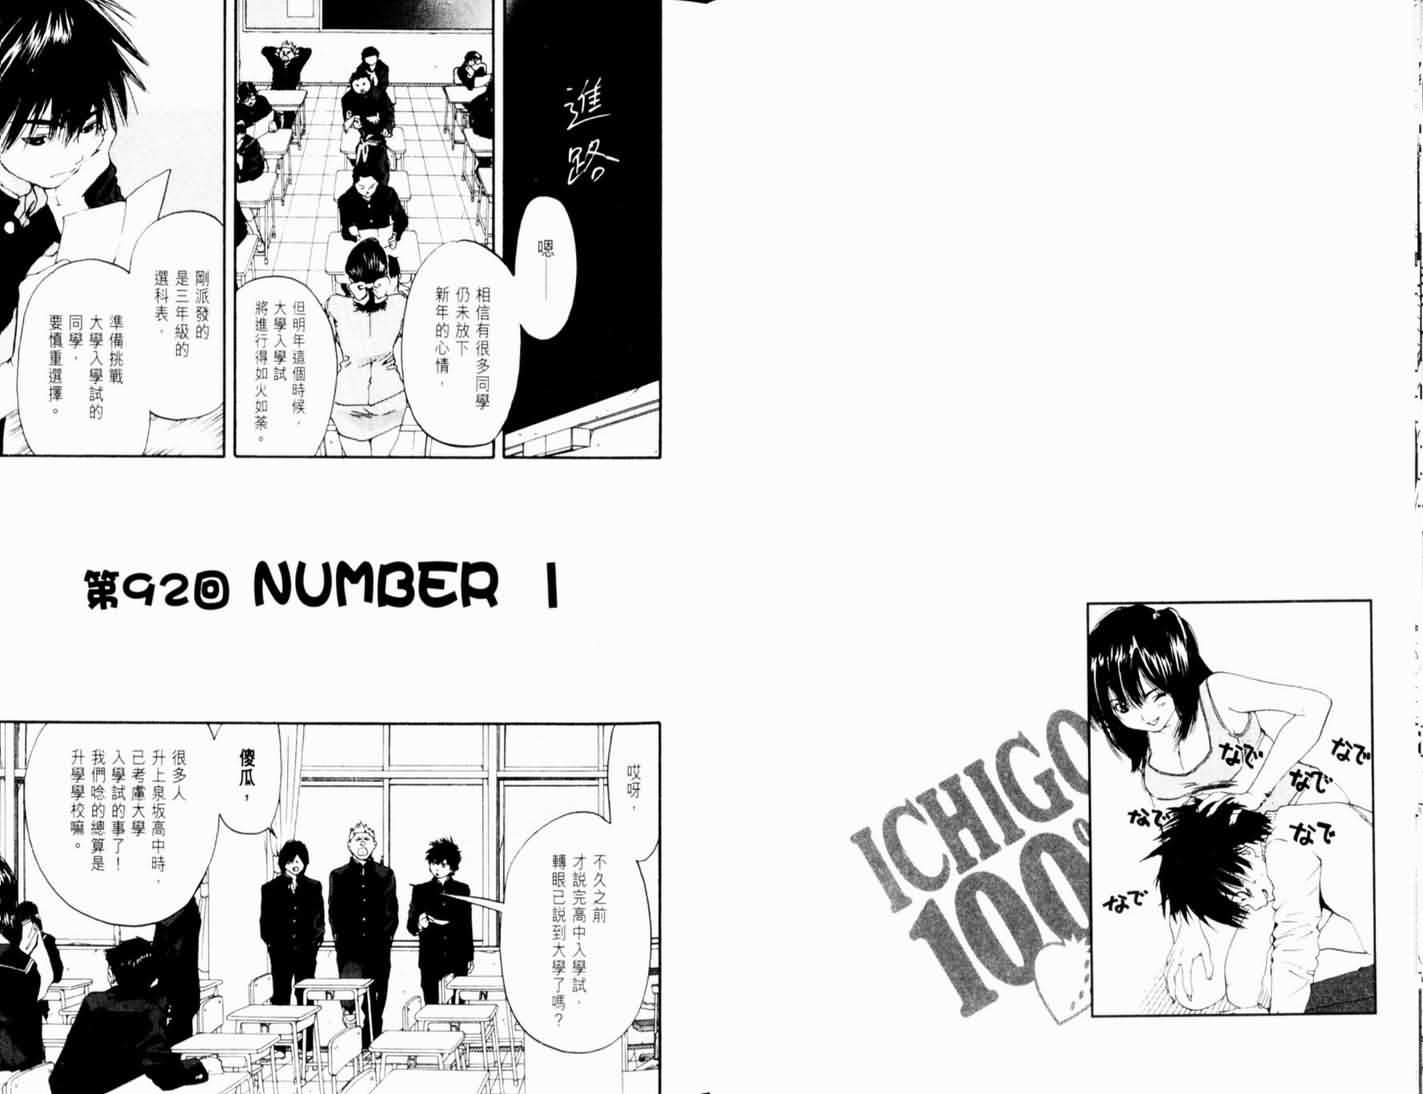 ICHIGO
100%
なで
なで
なで
なで
なで
なで
進路
嗯——
相信有很多同學
仍未放下
新年的心情，
但明年這個時候，
大學入學試
將進行得如火如荼。
剛派發的
是三年級的
選科表，
準備挑戰
大學入學試的
同學，
要慎重選擇。
第92回 NUMBER 1
哎呀，
不久之前
才説完高中入學試，
轉眼已説到大學了嗎？
傻瓜，
很多人
升上泉坂高中時，
已考慮大學
入學試的事了！
我們唸的總算是
升學學校嘛。